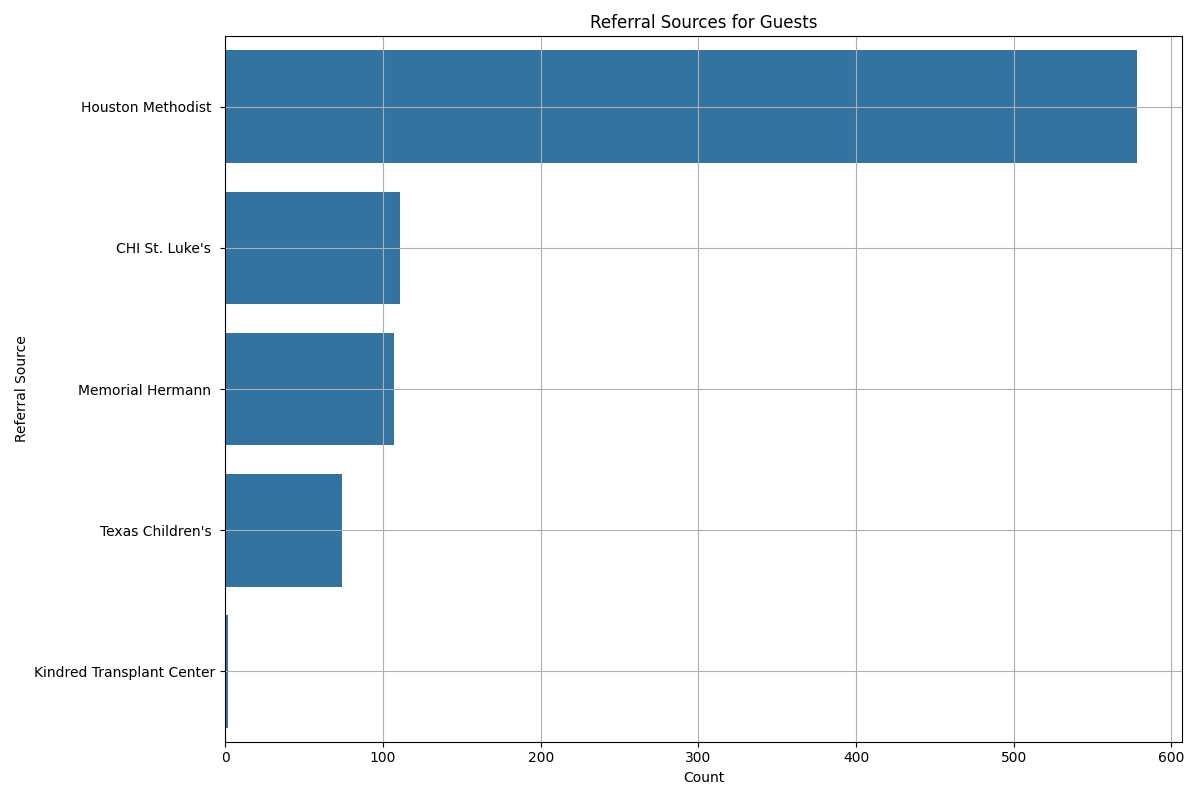 Referral Sources for Guests
Houston Methodist
CHI St. Luke's
Memorial Hermann
Texas Children's
Kindred Transplant Center
Referral Source
0 100 200 300 400 500 600
Count